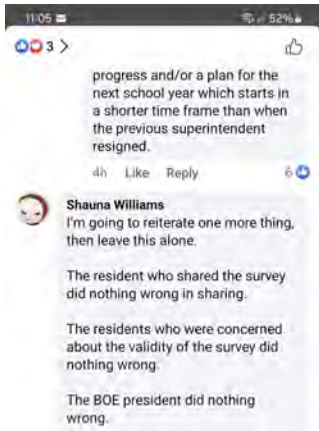 11:05 52%
3 >
progress and/or a plan for the
next school year which starts in
a shorter time frame than when
the previous superintendent
resigned.
4h Like Reply 6
Shauna Williams
I'm going to reiterate one more thing,
then leave this alone.
The resident who shared the survey
did nothing wrong in sharing.
The residents who were concerned
about the validity of the survey did
nothing wrong.
The BOE president did nothing
wrong.